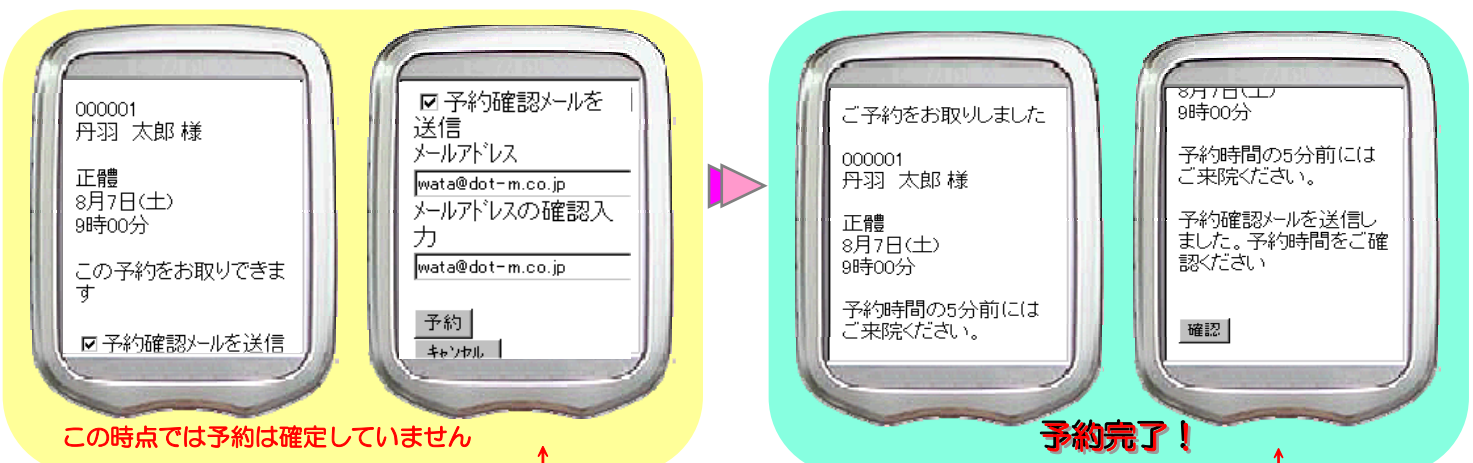 000001
丹羽 太郎 様
正體
8月7日(土)
9時00分
この予約をお取りできま
す
予約確認メールを送信
予約確認メールを
送信
メールアドレス
wata@dot-m.co.jp
メールアドレスの確認入
力
wata@dot-m.co.jp
予約
キャンセル
この時点では予約は確定していません
ご予約をお取りしました
000001
丹羽 太郎 様
正體
8月7日(土)
9時00分
予約時間の5分前には
ご来院ください。
8月7日(土)
9時00分
予約時間の5分前には
ご来院ください。
予約確認メールを送信し
ました。予約時間をご確
認ください
確認
予約完了！